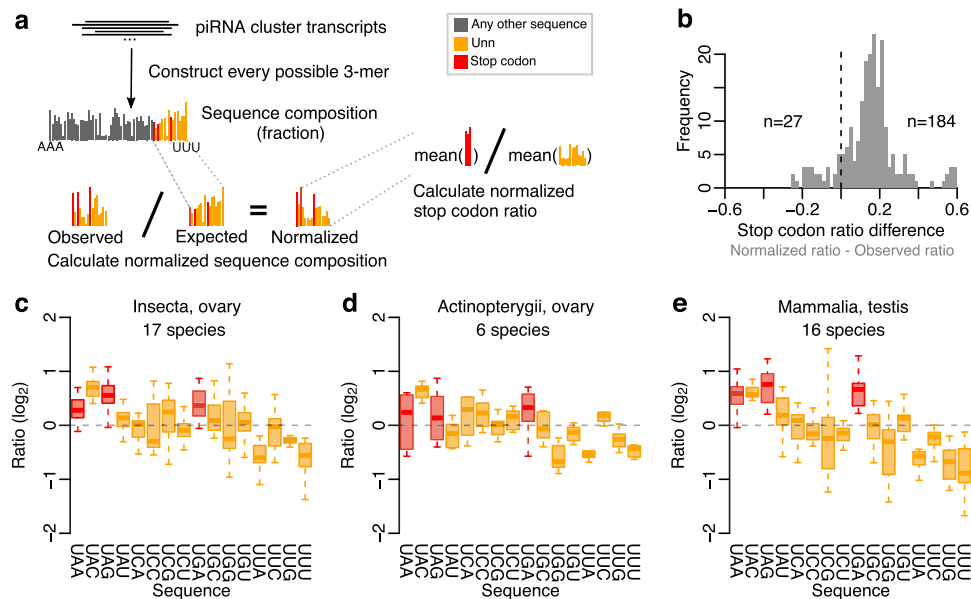 a
piRNA cluster transcripts
...
Construct every possible 3-mer
Sequence composition
(fraction)
AAA
UUU
Observed
Expected
Normalized
Calculate normalized sequence composition
Any other sequence
Unn
Stop codon
mean( )
mean( )
Calculate normalized
stop codon ratio
b
Frequency
20
15
10
5
0
n=27
n=184
−0.6
−0.2
0.2
0.6
Stop codon ratio difference
Normalized ratio - Observed ratio
c
Insecta, ovary
17 species
Ratio (log2)
2
1
0
−1
−2
UAA
UAC
UAG
UAU
UCA
UCC
UCG
UCU
UGA
UGC
UGG
UGU
UUA
UUC
UUG
UUU
Sequence
d
Actinopterygii, ovary
6 species
Ratio (log2)
2
1
0
−1
−2
UAA
UAC
UAG
UAU
UCA
UCC
UCG
UCU
UGA
UGC
UGG
UGU
UUA
UUC
UUG
UUU
Sequence
e
Mammalia, testis
16 species
Ratio (log2)
2
1
0
−1
−2
UAA
UAC
UAG
UAU
UCA
UCC
UCG
UCU
UGA
UGC
UGG
UGU
UUA
UUC
UUG
UUU
Sequence